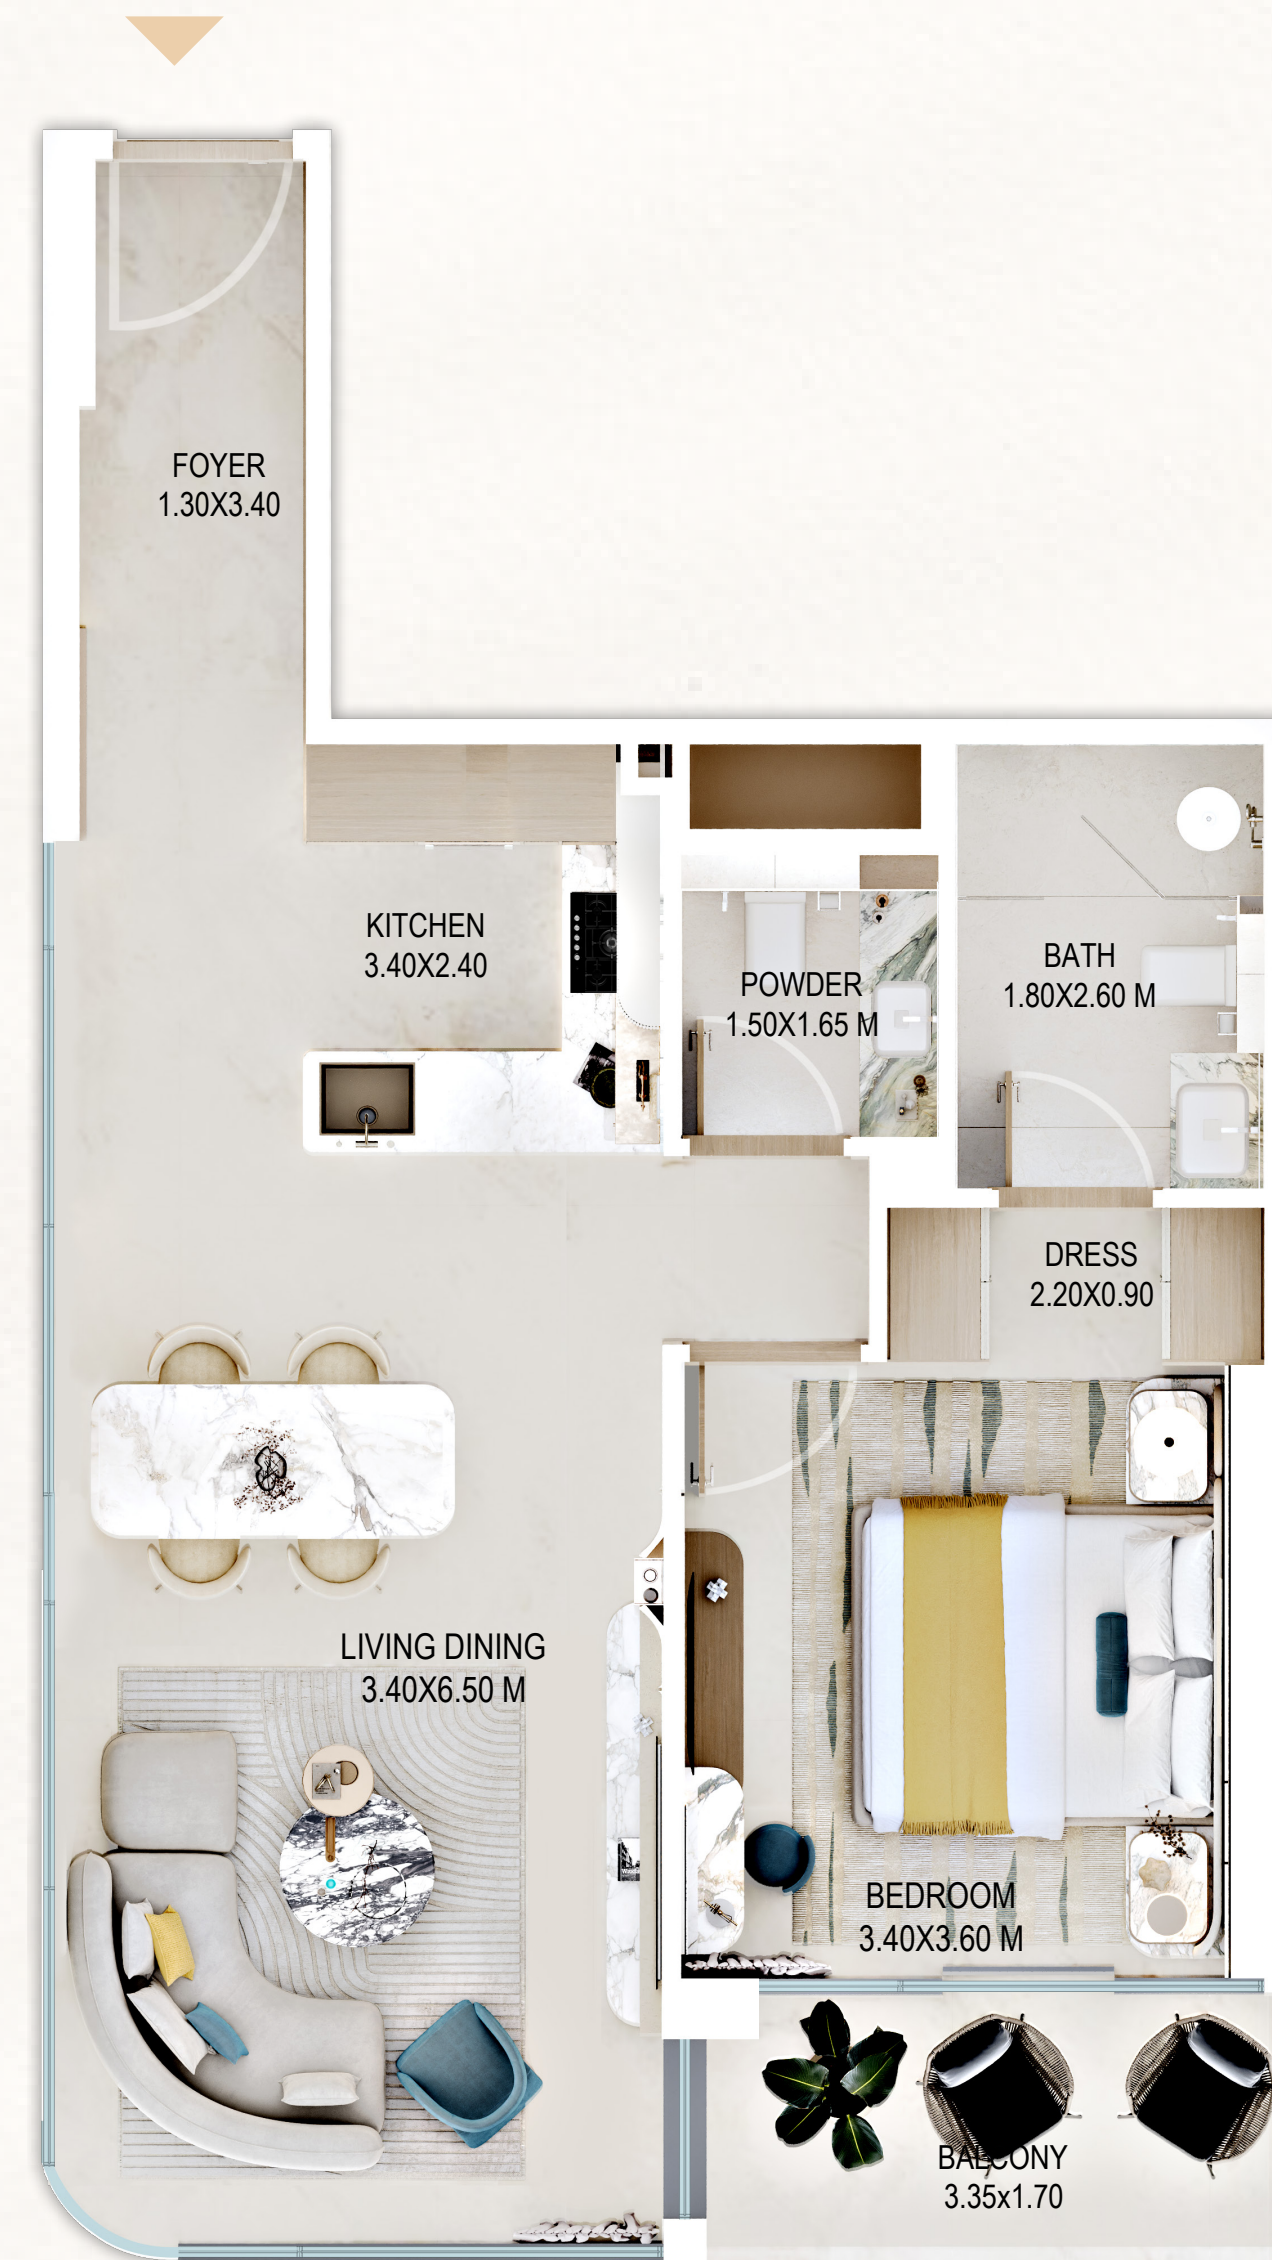 FOYER
1.30X3.40
KITCHEN
3.40X2.40
POWDER
1.50X1.65 M
BATH
1.80X2.60 M
DRESS
2.20X0.90
LIVING DINING
3.40X6.50 M
BEDROOM
3.40X3.60 M
BALCONY
3.35x1.70